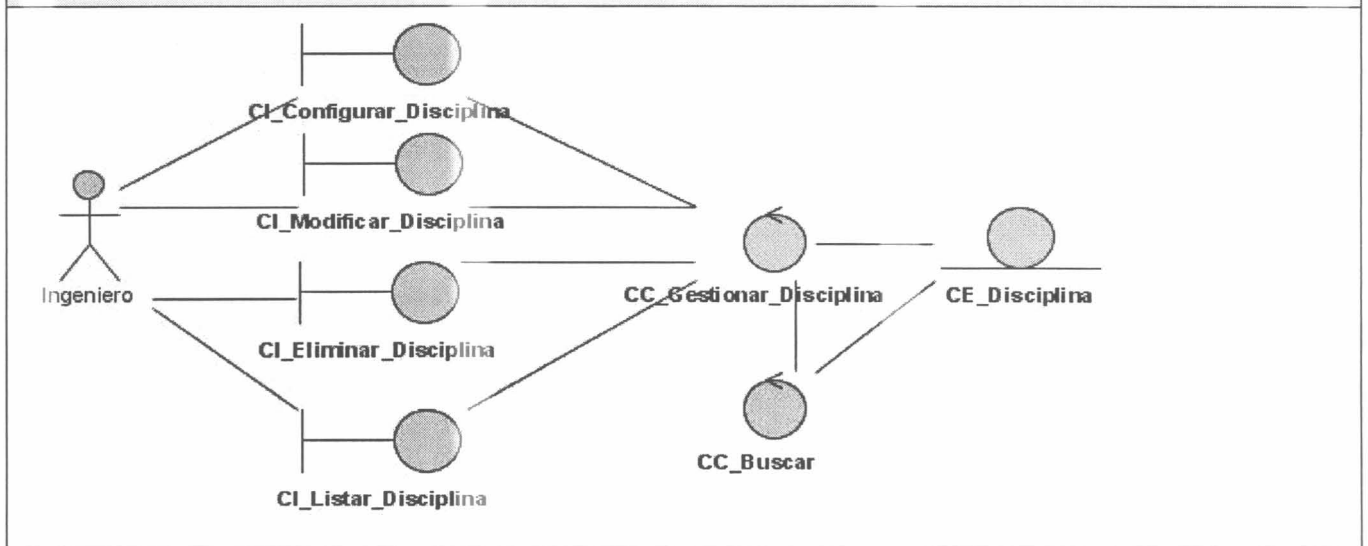 CI_Configurar_Disciplina
CI_Modificar_Disciplina
Ingeniero
CC_Gestionar_Disciplina
CE_Disciplina
CI_Eliminar_Disciplina
CC_Buscar
CI_Listar_Disciplina